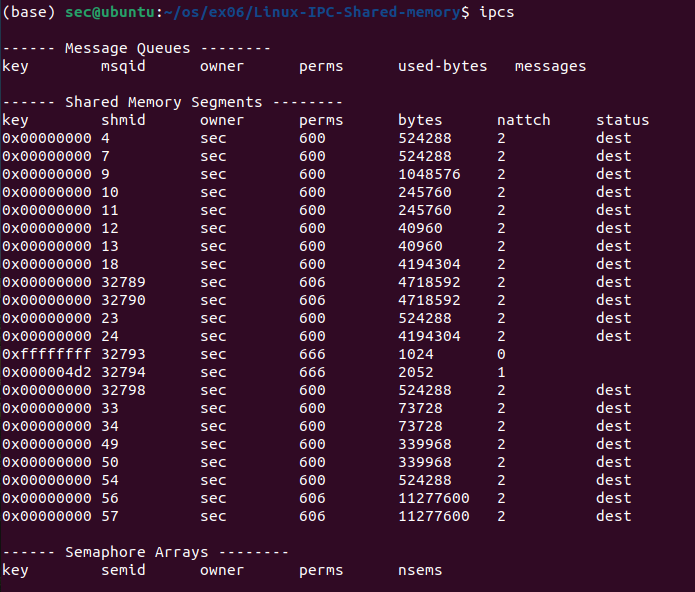 (base) sec@ubuntu:~/os/ex06/Linux-IPC-Shared-memory$ ipcs
------ Message Queues --------
key        msqid      owner      perms      used-bytes   messages
------ Shared Memory Segments --------
key        shmid      owner      perms      bytes      nattch     status
0x00000000 4          sec        600        524288     2          dest
0x00000000 7          sec        600        524288     2          dest
0x00000000 9          sec        600        1048576    2          dest
0x00000000 10         sec        600        245760     2          dest
0x00000000 11         sec        600        245760     2          dest
0x00000000 12         sec        600        40960      2          dest
0x00000000 13         sec        600        40960      2          dest
0x00000000 18         sec        600        4194304    2          dest
0x00000000 32789      sec        606        4718592    2          dest
0x00000000 32790      sec        606        4718592    2          dest
0x00000000 23         sec        600        524288     2          dest
0x00000000 24         sec        600        4194304    2          dest
0xffffffff 32793      sec        666        1024       0
0x000004d2 32794      sec        666        2052       1
0x00000000 32798      sec        600        524288     2          dest
0x00000000 33         sec        600        73728      2          dest
0x00000000 34         sec        600        73728      2          dest
0x00000000 49         sec        600        339968     2          dest
0x00000000 50         sec        600        339968     2          dest
0x00000000 54         sec        600        524288     2          dest
0x00000000 56         sec        606        11277600   2          dest
0x00000000 57         sec        606        11277600   2          dest
------ Semaphore Arrays --------
key        semid      owner      perms      nsems